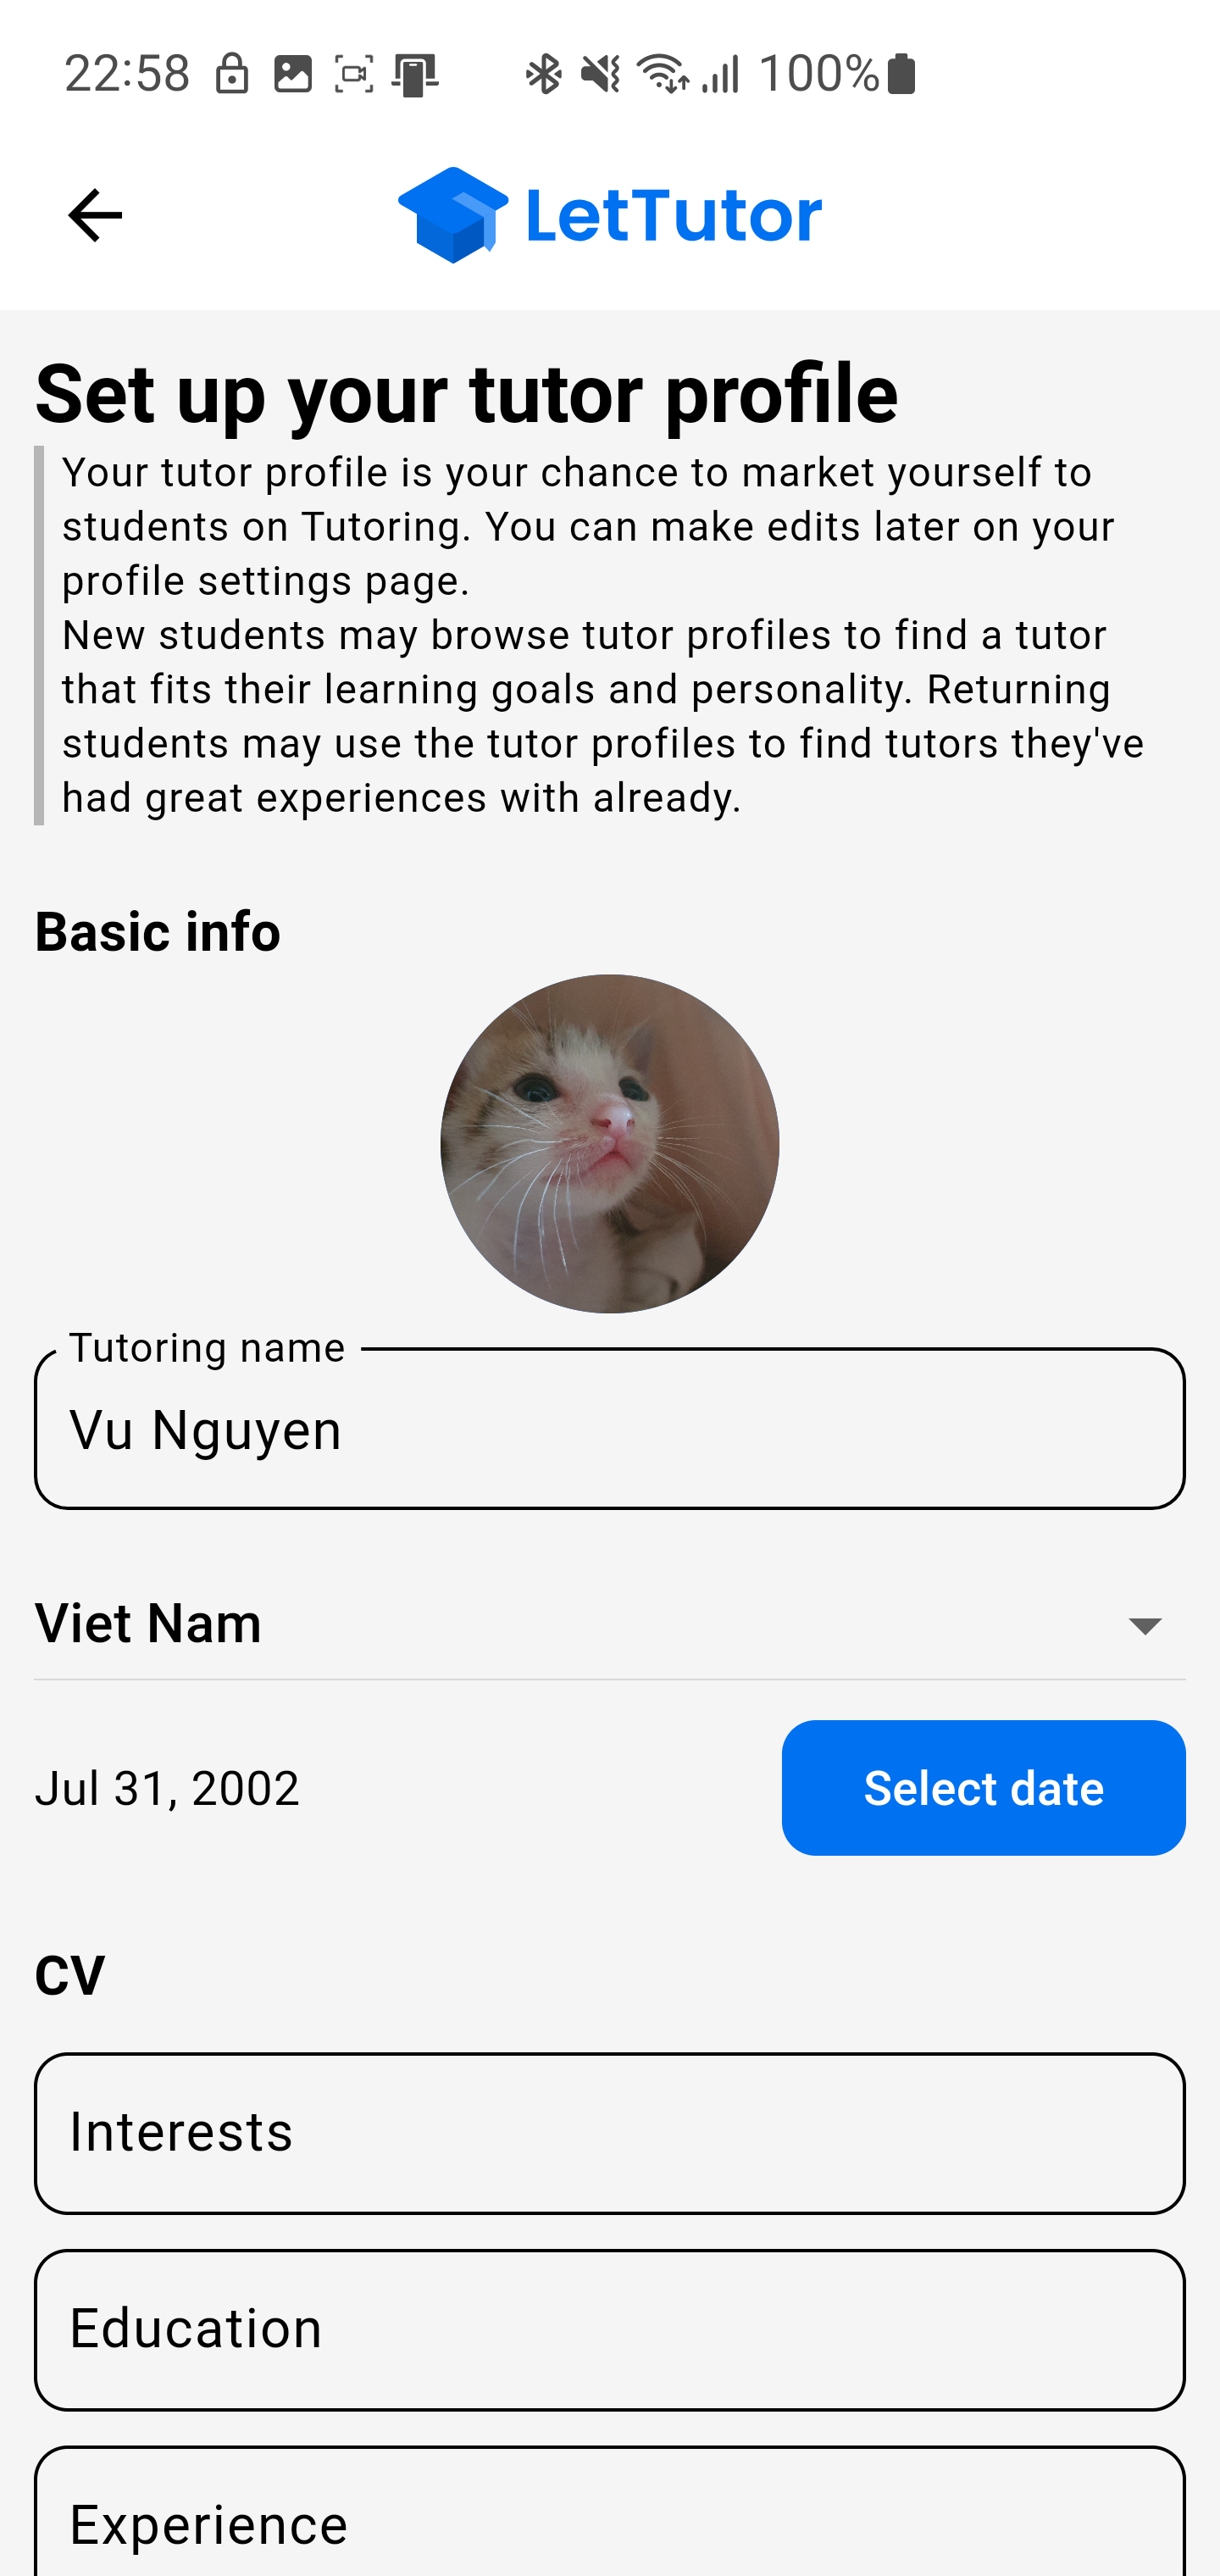 22:58
100%
LetTutor
Set up your tutor profile
Your tutor profile is your chance to market yourself to
students on Tutoring. You can make edits later on your
profile settings page.
New students may browse tutor profiles to find a tutor
that fits their learning goals and personality. Returning
students may use the tutor profiles to find tutors they've
had great experiences with already.
Basic info
Tutoring name
Vu Nguyen
Viet Nam
Jul 31, 2002
Select date
CV
Interests
Education
Experience